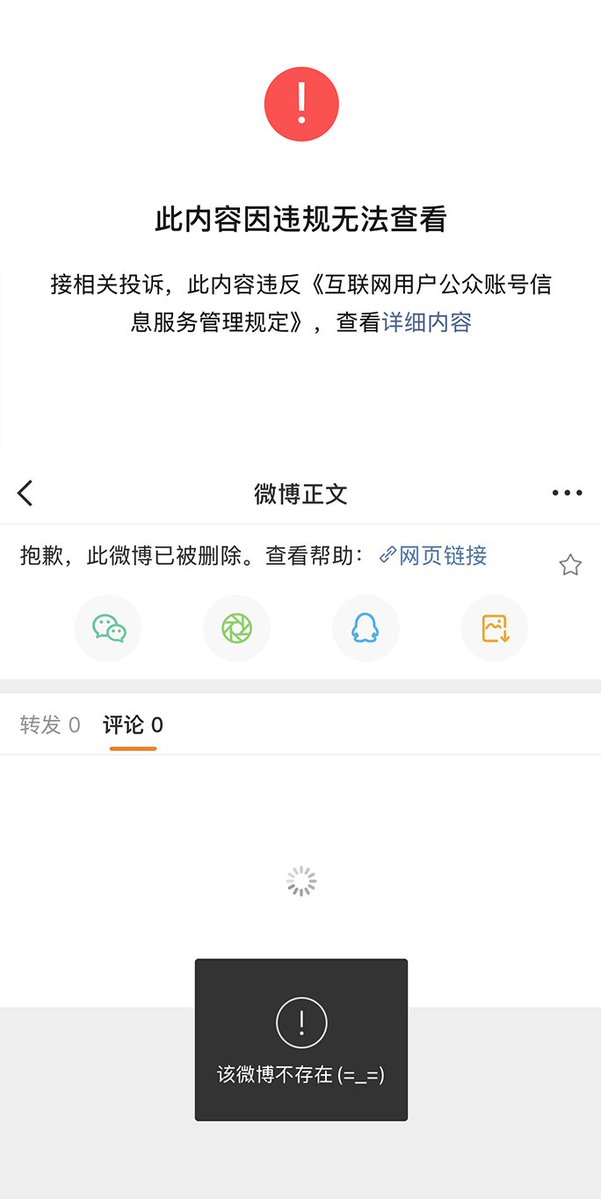 此内容因违规无法查看
接相关投诉，此内容违反《互联网用户公众账号信
息服务管理规定》，查看详细内容
微博正文
抱歉，此微博已被删除。查看帮助：网页链接
转发 0 评论 0
该微博不存在(=_=)